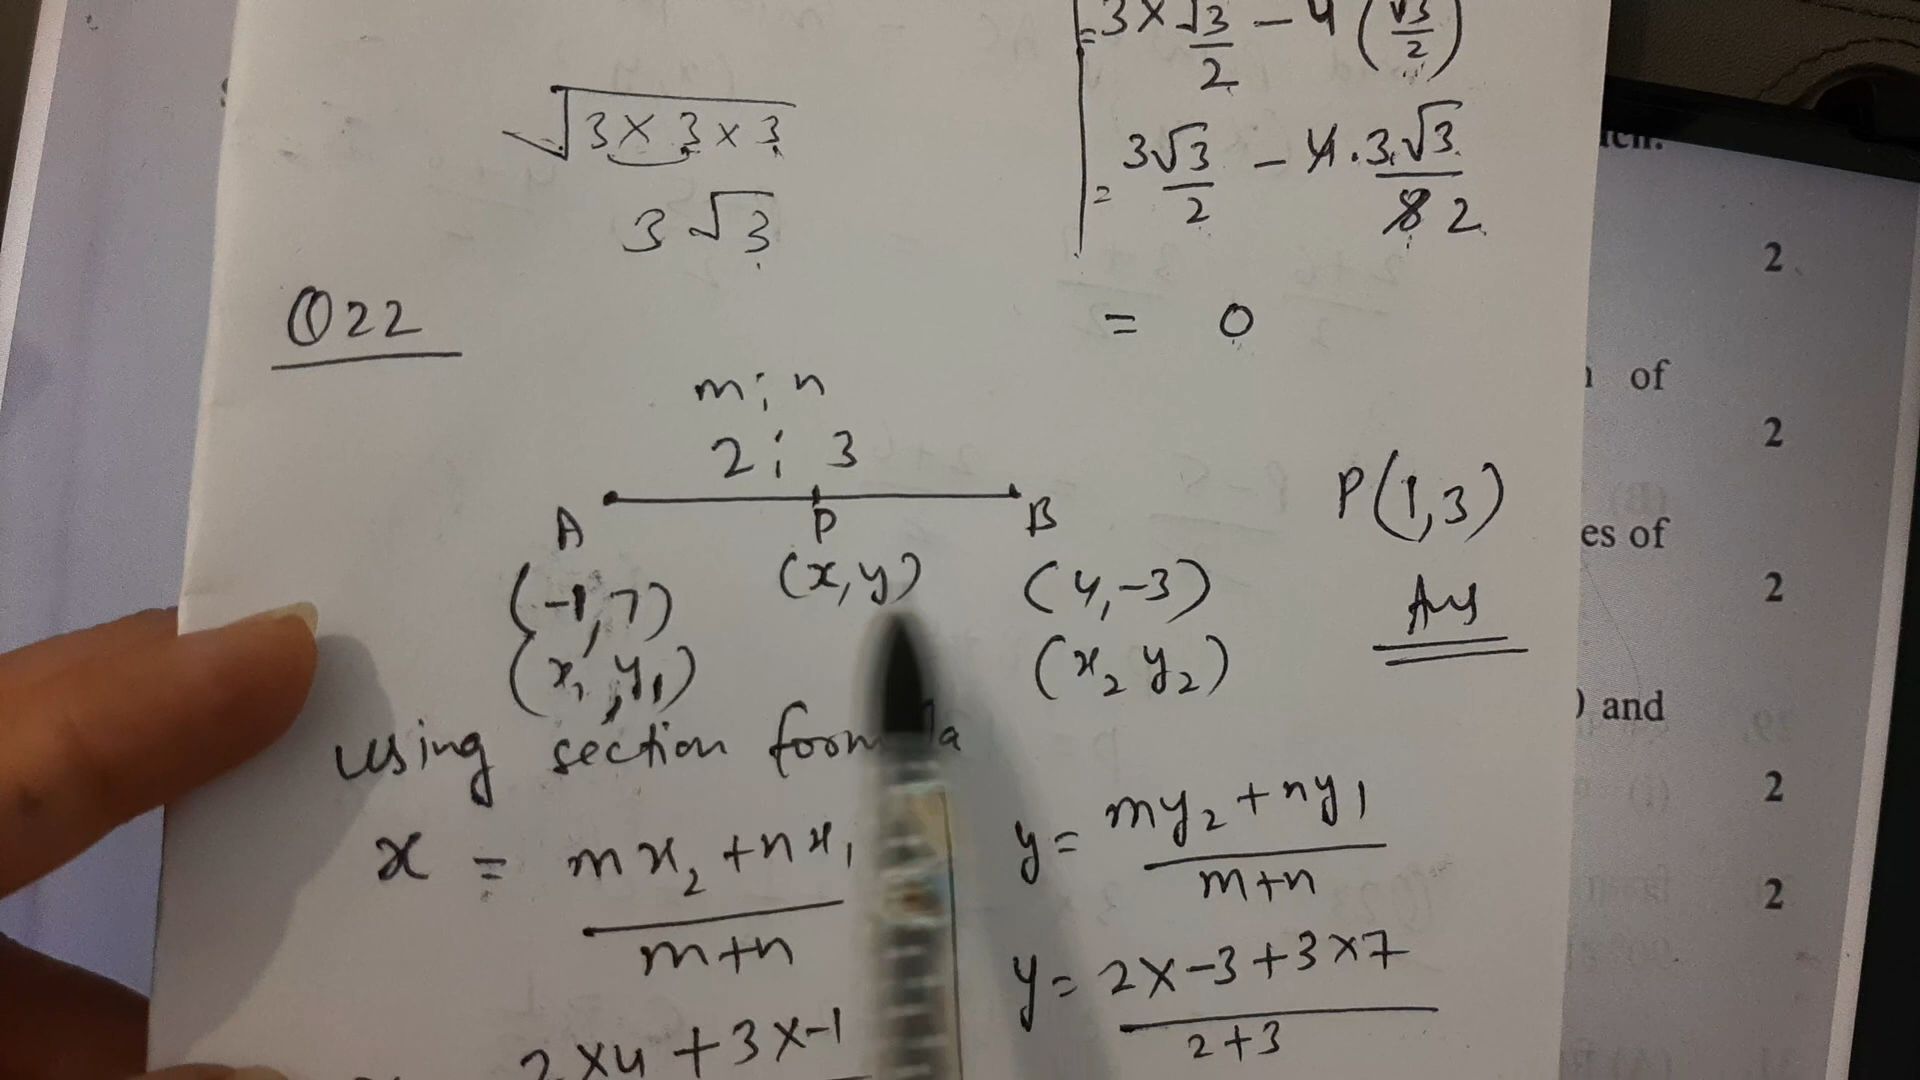 = 3 × √3/2 − 4 (√3/2)
√3×3×3
= 3√3/2 − 4.3√3/8 2
3√3
= 0
Q22
m : n
2 : 3
A P B
P(1,3)
(-1,7) (x,y) (4,-3)
Ans
(x₁,y₁) (x₂ y₂)
using section
x = mx₂+nx₁/m+n
y = my₂+ny₁/m+n
2×4+3×-1
y = 2×-3+3×7/2+3
2
of
2
es of
2
) and
2
2